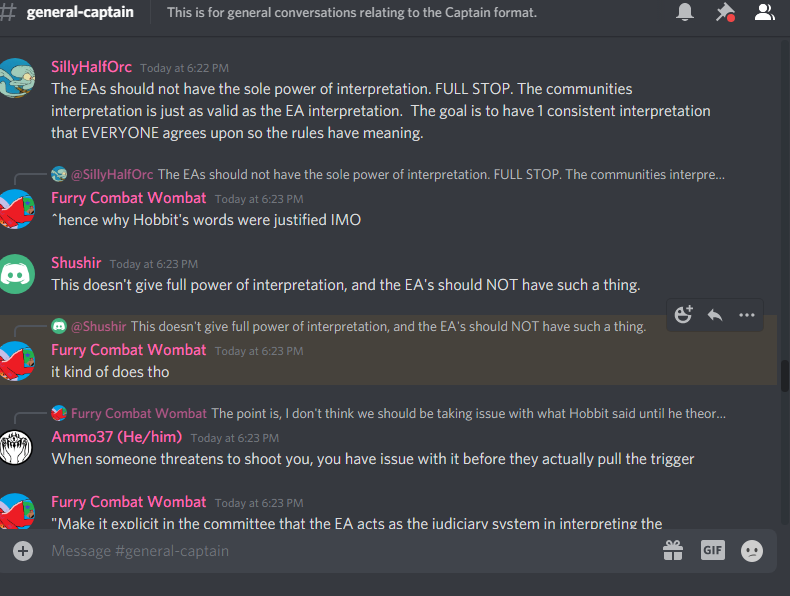 # general-captain This is for general conversations relating to the Captain format.
SillyHalfOrc Today at 6:22 PM
The EAs should not have the sole power of interpretation. FULL STOP. The communities
interpretation is just as valid as the EA interpretation. The goal is to have 1 consistent interpretation
that EVERYONE agrees upon so the rules have meaning.
@SillyHalfOrc The EAs should not have the sole power of interpretation. FULL STOP. The communities interpre...
Furry Combat Wombat Today at 6:23 PM
^hence why Hobbit's words were justified IMO
Shushir Today at 6:23 PM
This doesn't give full power of interpretation, and the EA's should NOT have such a thing.
@Shushir This doesn't give full power of interpretation, and the EA's should NOT have such a thing.
Furry Combat Wombat Today at 6:23 PM
it kind of does tho
Furry Combat Wombat The point is, I don't think we should be taking issue with what Hobbit said until he theor...
Ammo37 (He/him) Today at 6:23 PM
When someone threatens to shoot you, you have issue with it before they actually pull the trigger
Furry Combat Wombat Today at 6:23 PM
"Make it explicit in the committee that the EA acts as the judiciary system in interpreting the
Message #general-captain
GIF